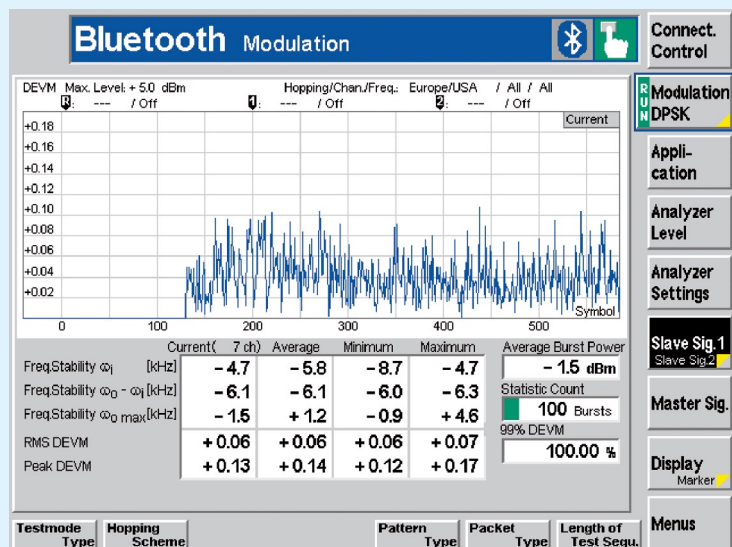 Bluetooth Modulation
Connect.
Control
DEVM Max. Level: + 5.0 dBm Hopping/Chan./Freq.: Europe/USA / All / All
R: --- / Off 1: --- / Off 2: --- / Off
Current
+0.18
+0.16
+0.14
+0.12
+0.10
+0.08
+0.06
+0.04
+0.02
Symbol
0 100 200 300 400 500
RUN
Modulation
DPSK
Appli-
cation
Analyzer
Level
Analyzer
Settings
Slave Sig.1
Slave Sig.2
Master Sig.
Display
Marker
Menus
Current( 7 ch) Average Minimum Maximum
Freq.Stability ωi [kHz] - 4.7 - 5.8 - 8.7 - 4.7
Freq.Stability ω0 - ωi [kHz] - 6.1 - 6.1 - 6.0 - 6.3
Freq.Stability ω0 max [kHz] - 1.5 + 1.2 - 0.9 + 4.6
RMS DEVM + 0.06 + 0.06 + 0.06 + 0.07
Peak DEVM + 0.13 + 0.14 + 0.12 + 0.17
Average Burst Power
- 1.5 dBm
Statistic Count
100 Bursts
99% DEVM
100.00 %
Testmode
Type
Hopping
Scheme
Pattern
Type
Packet
Type
Length of
Test Sequ.